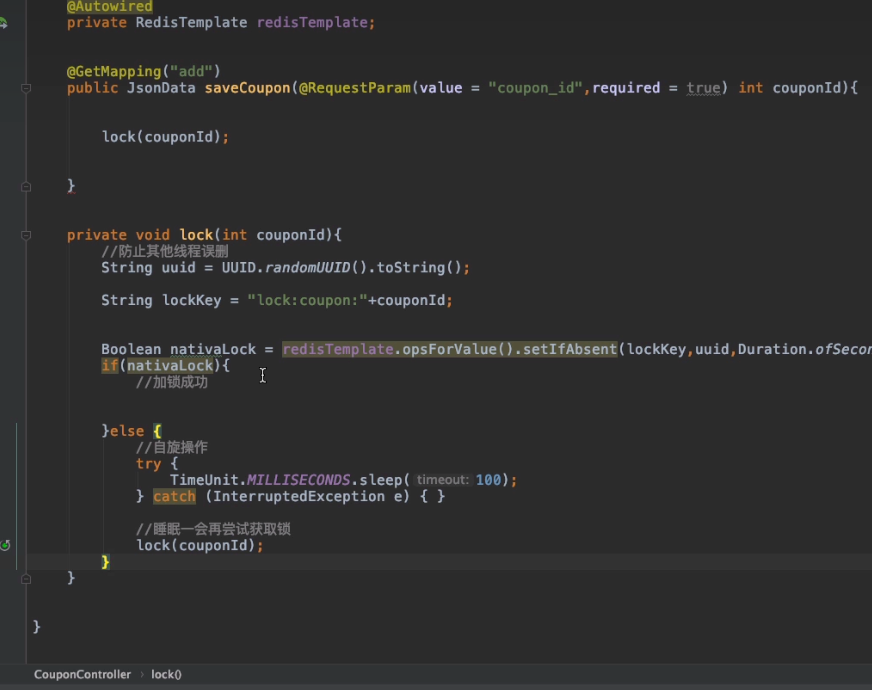 @Autowired
private RedisTemplate redisTemplate;
@GetMapping("add")
public JsonData saveCoupon(@RequestParam(value = "coupon_id",required = true) int couponId){
lock(couponId);
}
private void lock(int couponId){
//防止其他线程误删
String uuid = UUID.randomUUID().toString();
String lockKey = "lock:coupon:"+couponId;
Boolean nativaLock = redisTemplate.opsForValue().setIfAbsent(lockKey,uuid,Duration.ofSecon
if(nativaLock){
//加锁成功
}else {
//自旋操作
try {
TimeUnit.MILLISECONDS.sleep( timeout: 100);
} catch (InterruptedException e) { }
//睡眠一会再尝试获取锁
lock(couponId);
}
}
}
CouponController › lock()